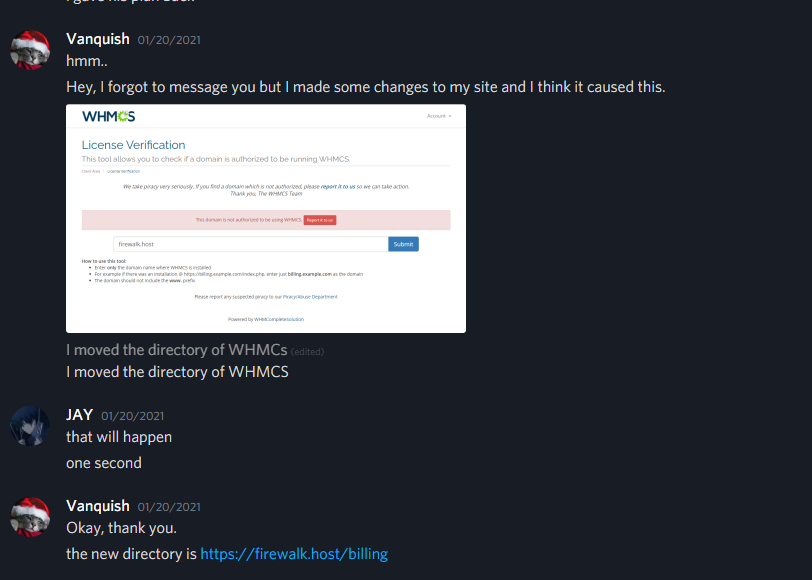 Vanquish 01/20/2021
hmm..
Hey, I forgot to message you but I made some changes to my site and I think it caused this.
WHMCS
Account
License Verification
This tool allows you to check if a domain is authorized to be running WHMCS.
Client Area / License Verification
We take piracy very seriously. If you find a domain which is not authorized, please report it to us so we can take action.
Thank you, The WHMCS Team
This domain is not authorized to be using WHMCS. Report it to us
firewalk.host Submit
How to use this tool
Enter only the domain name where WHMCS is installed
For example if there was an installation @ https://billing.example.com/index.php, enter just billing.example.com as the domain
The domain should not include the www. prefix
Please report any suspected piracy to our Piracy/Abuse Department
Powered by WHMCompleteSolution
I moved the directory of WHMCs (edited)
I moved the directory of WHMCS
JAY 01/20/2021
that will happen
one second
Vanquish 01/20/2021
Okay, thank you.
the new directory is https://firewalk.host/billing